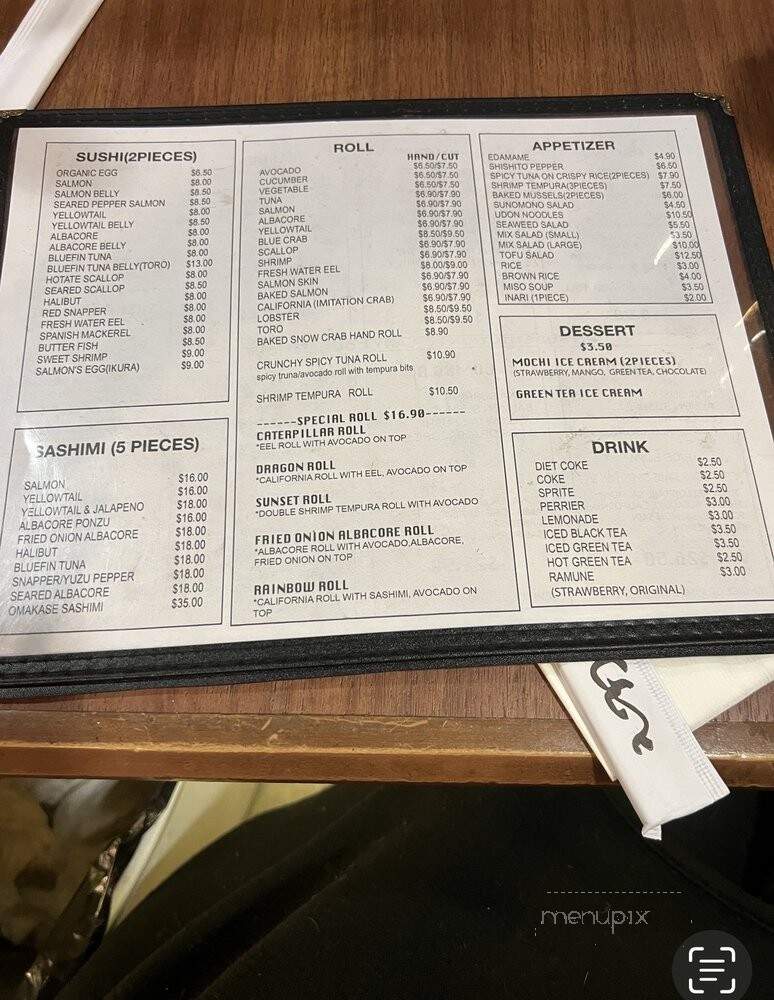 SUSHI(2PIECES)
ORGANIC EGG $6.50
SALMON $8.00
SALMON BELLY $8.50
SEARED PEPPER SALMON $8.50
YELLOWTAIL $8.00
YELLOWTAIL BELLY $8.50
ALBACORE $8.00
ALBACORE BELLY $8.00
BLUEFIN TUNA $8.00
BLUEFIN TUNA BELLY(TORO) $13.00
HOTATE SCALLOP $8.00
SEARED SCALLOP $8.50
HALIBUT $8.00
RED SNAPPER $8.00
FRESH WATER EEL $8.00
SPANISH MACKEREL $8.00
BUTTER FISH $8.50
SWEET SHRIMP $9.00
SALMON'S EGG(IKURA) $9.00
SASHIMI (5 PIECES)
SALMON $16.00
YELLOWTAIL $16.00
YELLOWTAIL & JALAPENO $18.00
ALBACORE PONZU $16.00
FRIED ONION ALBACORE $18.00
HALIBUT $18.00
BLUEFIN TUNA $18.00
SNAPPER/YUZU PEPPER $18.00
SEARED ALBACORE $18.00
OMAKASE SASHIMI $35.00
ROLL
HAND/CUT
AVOCADO $6.50/$7.50
CUCUMBER $6.50/$7.50
VEGETABLE $6.50/$7.50
TUNA $6.90/$7.90
SALMON $6.90/$7.90
ALBACORE $6.90/$7.90
YELLOWTAIL $6.90/$7.90
BLUE CRAB $8.50/$9.50
SCALLOP $6.90/$7.90
SHRIMP $6.90/$7.90
FRESH WATER EEL $8.00/$9.00
SALMON SKIN $6.90/$7.90
BAKED SALMON $6.90/$7.90
CALIFORNIA (IMITATION CRAB) $6.90/$7.90
LOBSTER $8.50/$9.50
TORO $8.50/$9.50
BAKED SNOW CRAB HAND ROLL $8.90
CRUNCHY SPICY TUNA ROLL $10.90
spicy truna/avocado roll with tempura bits
SHRIMP TEMPURA ROLL $10.50
------SPECIAL ROLL $16.90------
CATERPILLAR ROLL
*EEL ROLL WITH AVOCADO ON TOP
DRAGON ROLL
*CALIFORNIA ROLL WITH EEL, AVOCADO ON TOP
SUNSET ROLL
*DOUBLE SHRIMP TEMPURA ROLL WITH AVOCADO
FRIED ONION ALBACORE ROLL
*ALBACORE ROLL WITH AVOCADO,ALBACORE,
FRIED ONION ON TOP
RAINBOW ROLL
*CALIFORNIA ROLL WITH SASHIMI, AVOCADO ON
TOP
APPETIZER
EDAMAME $4.90
SHISHITO PEPPER $6.50
SPICY TUNA ON CRISPY RICE(2PIECES) $7.90
SHRIMP TEMPURA(3PIECES) $7.50
BAKED MUSSELS(2PIECES) $6.00
SUNOMONO SALAD $4.50
UDON NOODLES $10.50
SEAWEED SALAD $5.50
MIX SALAD (SMALL) $3.50
MIX SALAD (LARGE) $10.00
TOFU SALAD $12.50
RICE $3.00
BROWN RICE $4.00
MISO SOUP $3.50
INARI (1PIECE) $2.00
DESSERT
$3.50
MOCHI ICE CREAM (2PIECES)
(STRAWBERRY, MANGO, GREEN TEA, CHOCOLATE)
GREEN TEA ICE CREAM
DRINK
DIET COKE $2.50
COKE $2.50
SPRITE $2.50
PERRIER $3.00
LEMONADE $3.00
ICED BLACK TEA $3.50
ICED GREEN TEA $3.50
HOT GREEN TEA $2.50
RAMUNE $3.00
(STRAWBERRY, ORIGINAL)
menupix